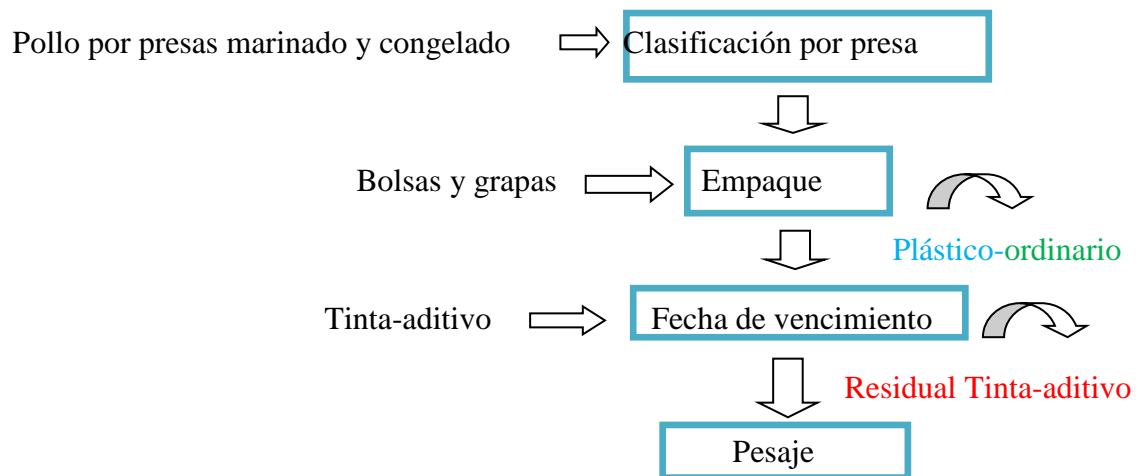 Pollo por presas marinado y congelado
Clasificación por presa
Bolsas y grapas
Empaque
Plástico-ordinario
Tinta-aditivo
Fecha de vencimiento
Residual Tinta-aditivo
Pesaje